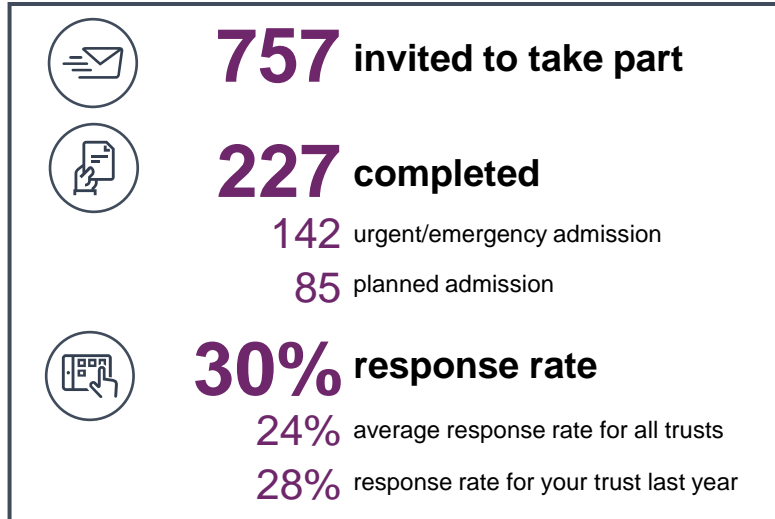 757 invited to take part
227 completed
142 urgent/emergency admission
85 planned admission
30% response rate
24% average response rate for all trusts
28% response rate for your trust last year